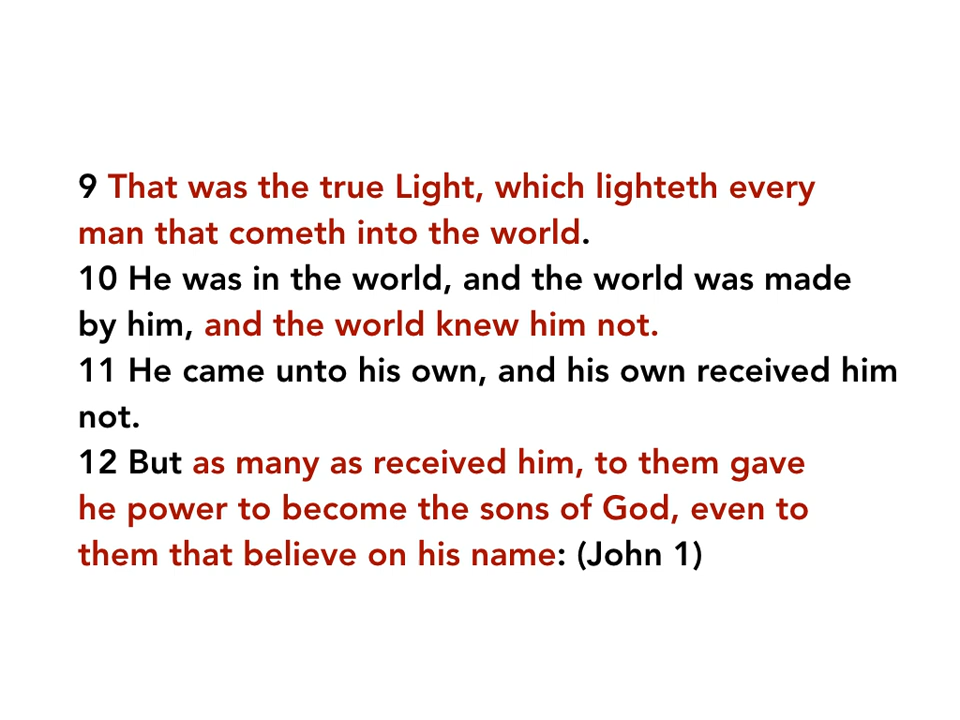 9 That was the true Light, which lighteth every
man that cometh into the world.
10 He was in the world, and the world was made
by him, and the world knew him not.
11 He came unto his own, and his own received him
not.
12 But as many as received him, to them gave
he power to become the sons of God, even to
them that believe on his name: (John 1)